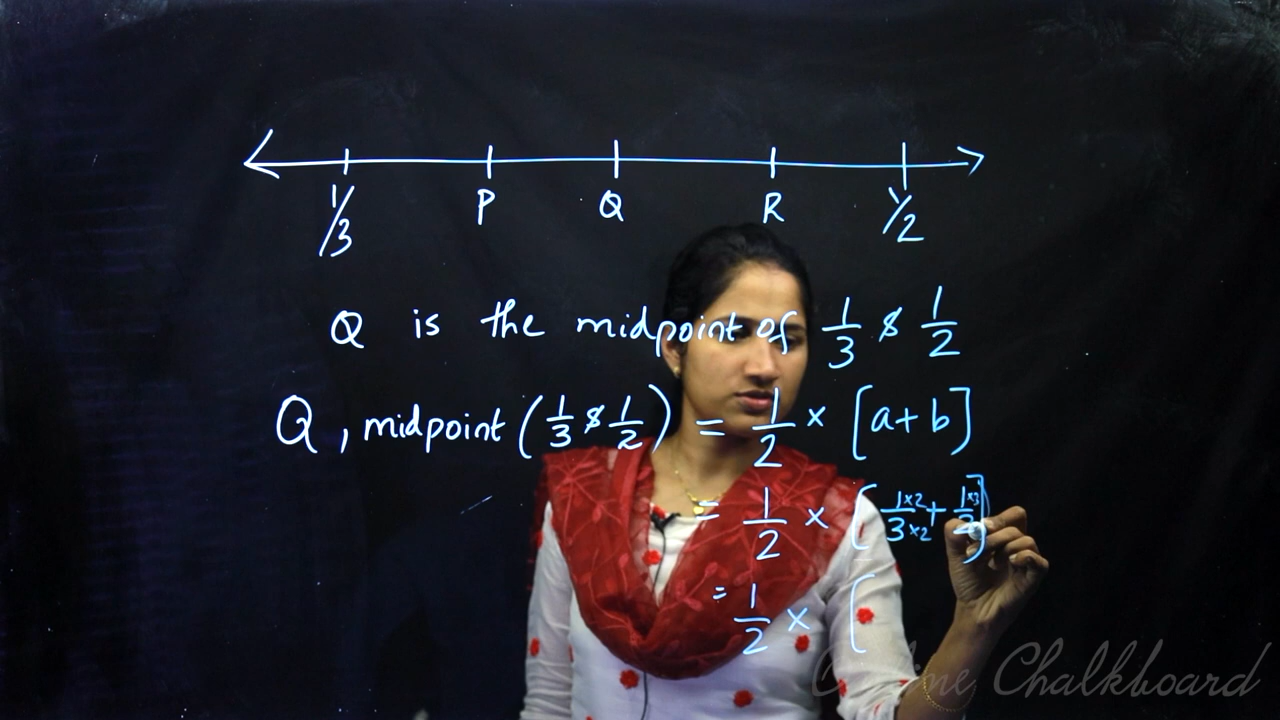 1/3 P Q R 1/2
Q is the midpoint of 1/3 & 1/2
Q, midpoint (1/3 & 1/2) = 1/2 × [a+b]
= 1/2 × [1×2/3×2 + 1×3/2]
= 1/2 × [
Online Chalkboard